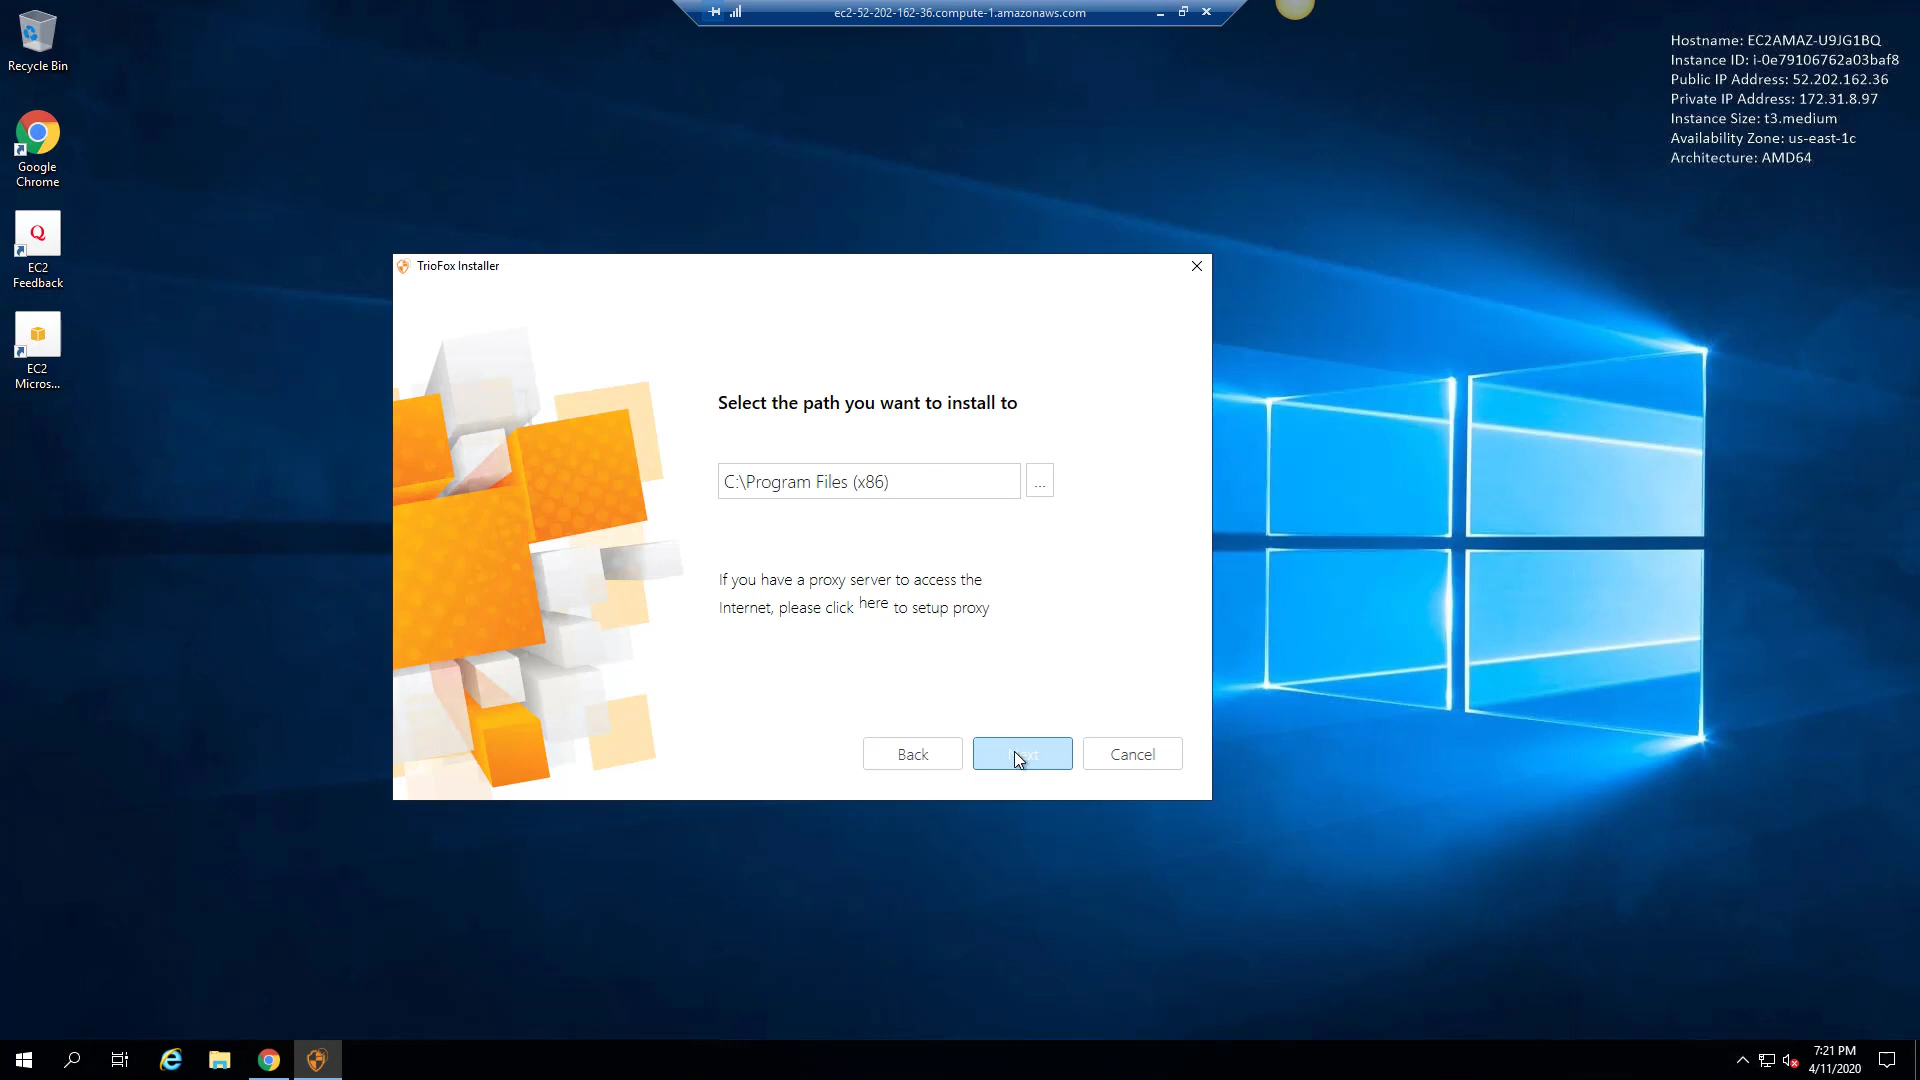 ec2-52-202-162-36.compute-1.amazonaws.com
Recycle Bin
Google
Chrome
Q
EC2
Feedback
EC2
Micros...
Hostname: EC2AMAZ-U9JG1BQ
Instance ID: i-0e79106762a03baf8
Public IP Address: 52.202.162.36
Private IP Address: 172.31.8.97
Instance Size: t3.medium
Availability Zone: us-east-1c
Architecture: AMD64
TrioFox Installer
Select the path you want to install to
C:\Program Files (x86)
...
If you have a proxy server to access the
Internet, please click here to setup proxy
Back
Cancel
7:21 PM
4/11/2020